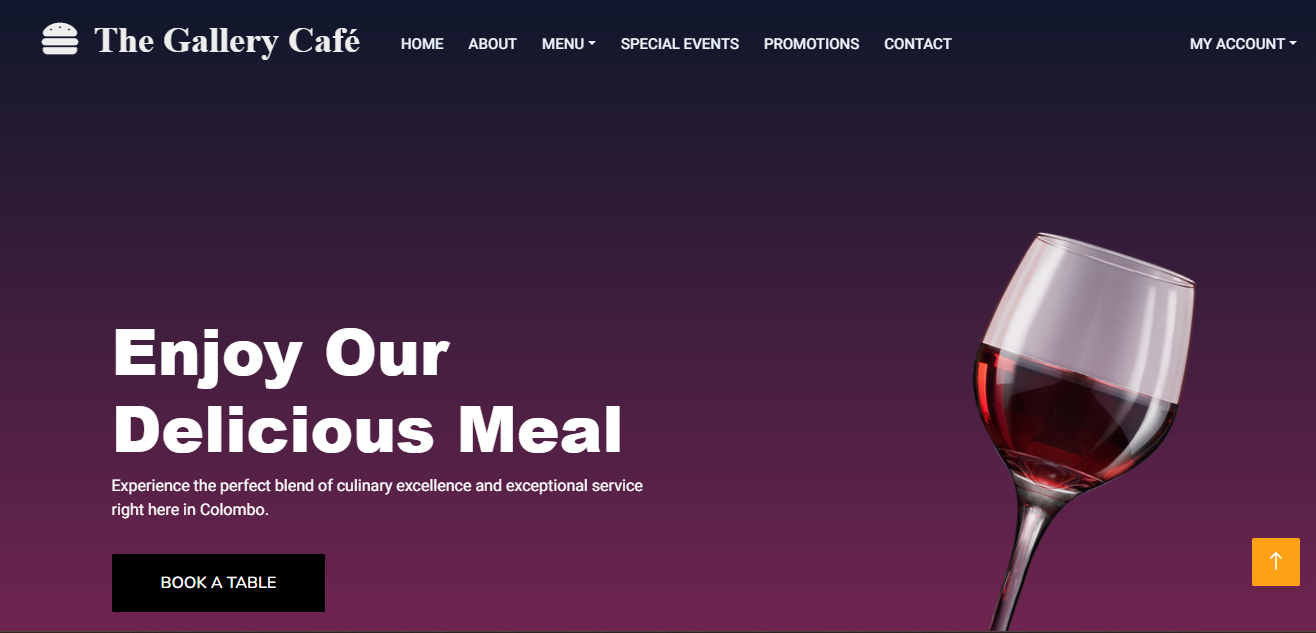 The Gallery Café
HOME ABOUT MENU SPECIAL EVENTS PROMOTIONS CONTACT MY ACCOUNT
Enjoy Our
Delicious Meal
Experience the perfect blend of culinary excellence and exceptional service
right here in Colombo.
BOOK A TABLE